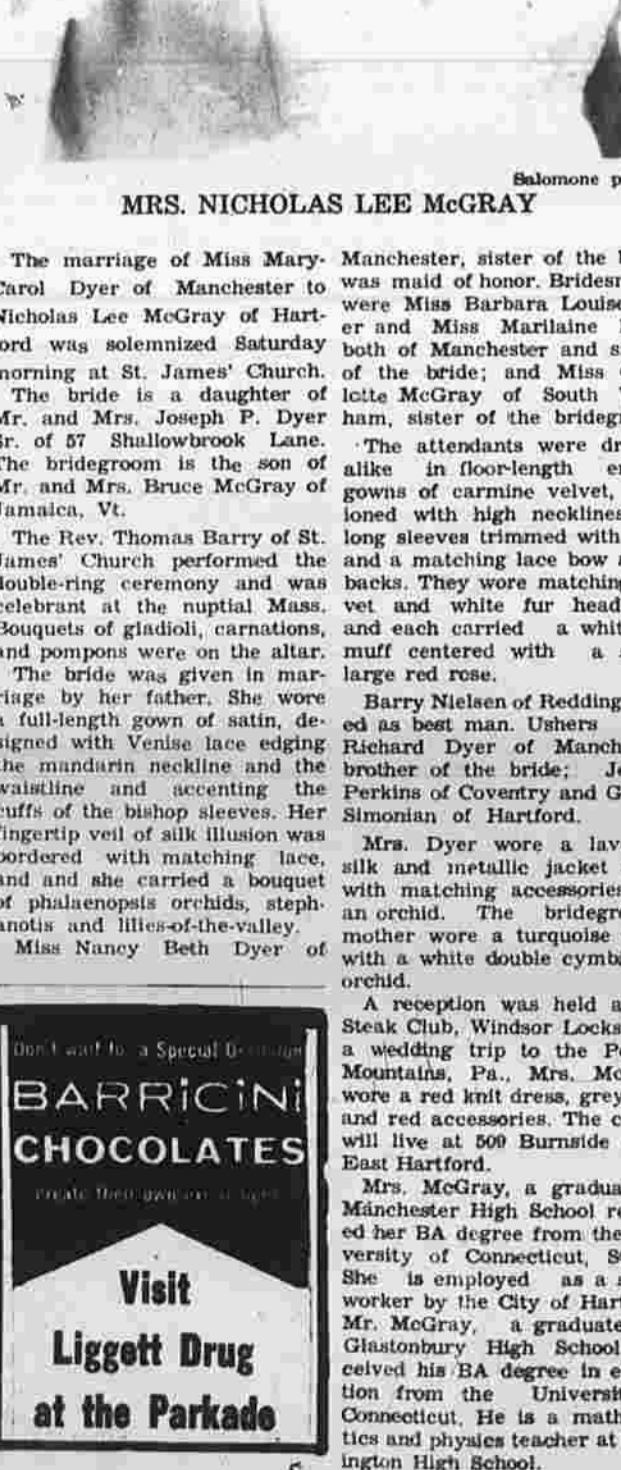 Salomone p
MRS. NICHOLAS LEE McGRAY
The marriage of Miss Mary-
Carol Dyer of Manchester to
Nicholas Lee McGray of Hart-
ord was solemnized Saturday
morning at St. James' Church.
The bride is a daughter of
Mr. and Mrs. Joseph P. Dyer
Sr. of 57 Shallowbrook Lane.
The bridegroom is the son of
Mr. and Mrs. Bruce McGray of
Jamaica, Vt.
The Rev. Thomas Barry of St.
James' Church performed the
double-ring ceremony and was
celebrant at the nuptial Mass.
Bouquets of gladioli, carnations,
and pompons were on the altar.
The bride was given in mar-
riage by her father. She wore
a full-length gown of satin, de-
signed with Venise lace edging
the mandarin neckline and the
waistline and accenting the
cuffs of the bishop sleeves. Her
fingertip veil of silk illusion was
bordered with matching lace,
and and she carried a bouquet
of phalaenopsis orchids, steph-
anotis and lilies-of-the-valley.
Miss Nancy Beth Dyer of
Manchester, sister of the b
was maid of honor. Bridesm
were Miss Barbara Louise
er and Miss Marilaine
both of Manchester and s
of the bride; and Miss
lotte McGray of South
ham, sister of the bridegr
The attendants were dr
alike in floor-length em
gowns of carmine velvet,
ioned with high necklines
long sleeves trimmed with
and a matching lace bow a
backs. They wore matching
vet and white fur head
and each carried a whit
muff centered with a s
large red rose.
Barry Nielsen of Redding
ed as best man. Ushers
Richard Dyer of Manch
brother of the bride; Je
Perkins of Coventry and G
Simonian of Hartford.
Mrs. Dyer wore a lav
silk and metallic jacket
with matching accessories
an orchid. The bridegro
mother wore a turquoise
with a white double cymbi
orchid.
A reception was held a
Steak Club, Windsor Locks
a wedding trip to the Po
Mountains, Pa., Mrs. Mc
wore a red knit dress, grey
and red accessories. The c
will live at 509 Burnside
East Hartford.
Mrs. McGray, a gradua
Manchester High School re
ed her BA degree from the
versity of Connecticut, S
She is employed as a s
worker by the City of Hart
Mr. McGray, a graduate
Glastonbury High School
ceived his BA degree in e
tion from the Universit
Connecticut. He is a math
tics and physics teacher at
ington High School.
Don't wait for a Special
BARRICINI
CHOCOLATES
create their own
Visit
Liggett Drug
at the Parkade